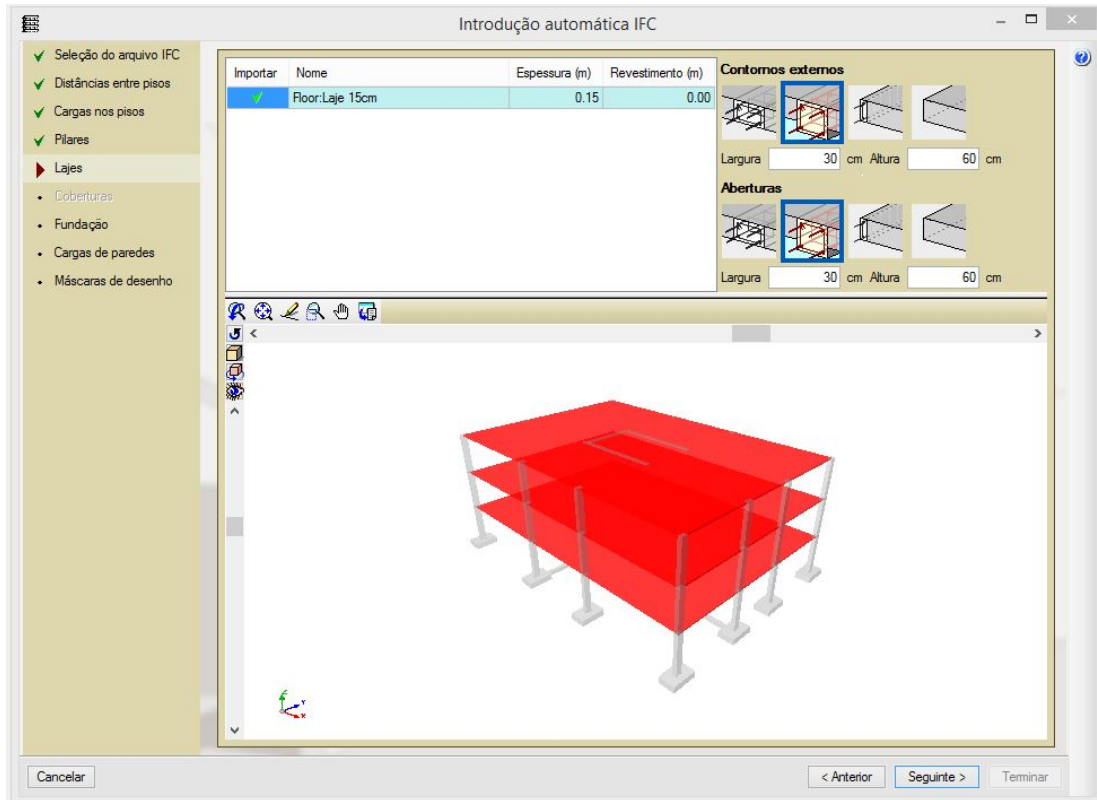 Introdução automática IFC
Seleção do arquivo IFC
Distâncias entre pisos
Cargas nos pisos
Pilares
Lajes
Coberturas
Fundação
Cargas de paredes
Máscaras de desenho
Importar Nome Espessura (m) Revestimento (m)
Floor:Laje 15cm 0.15 0.00
Contornos externos
Largura 30 cm Altura 60 cm
Aberturas
Largura 30 cm Altura 60 cm
Cancelar
< Anterior Seguinte > Terminar